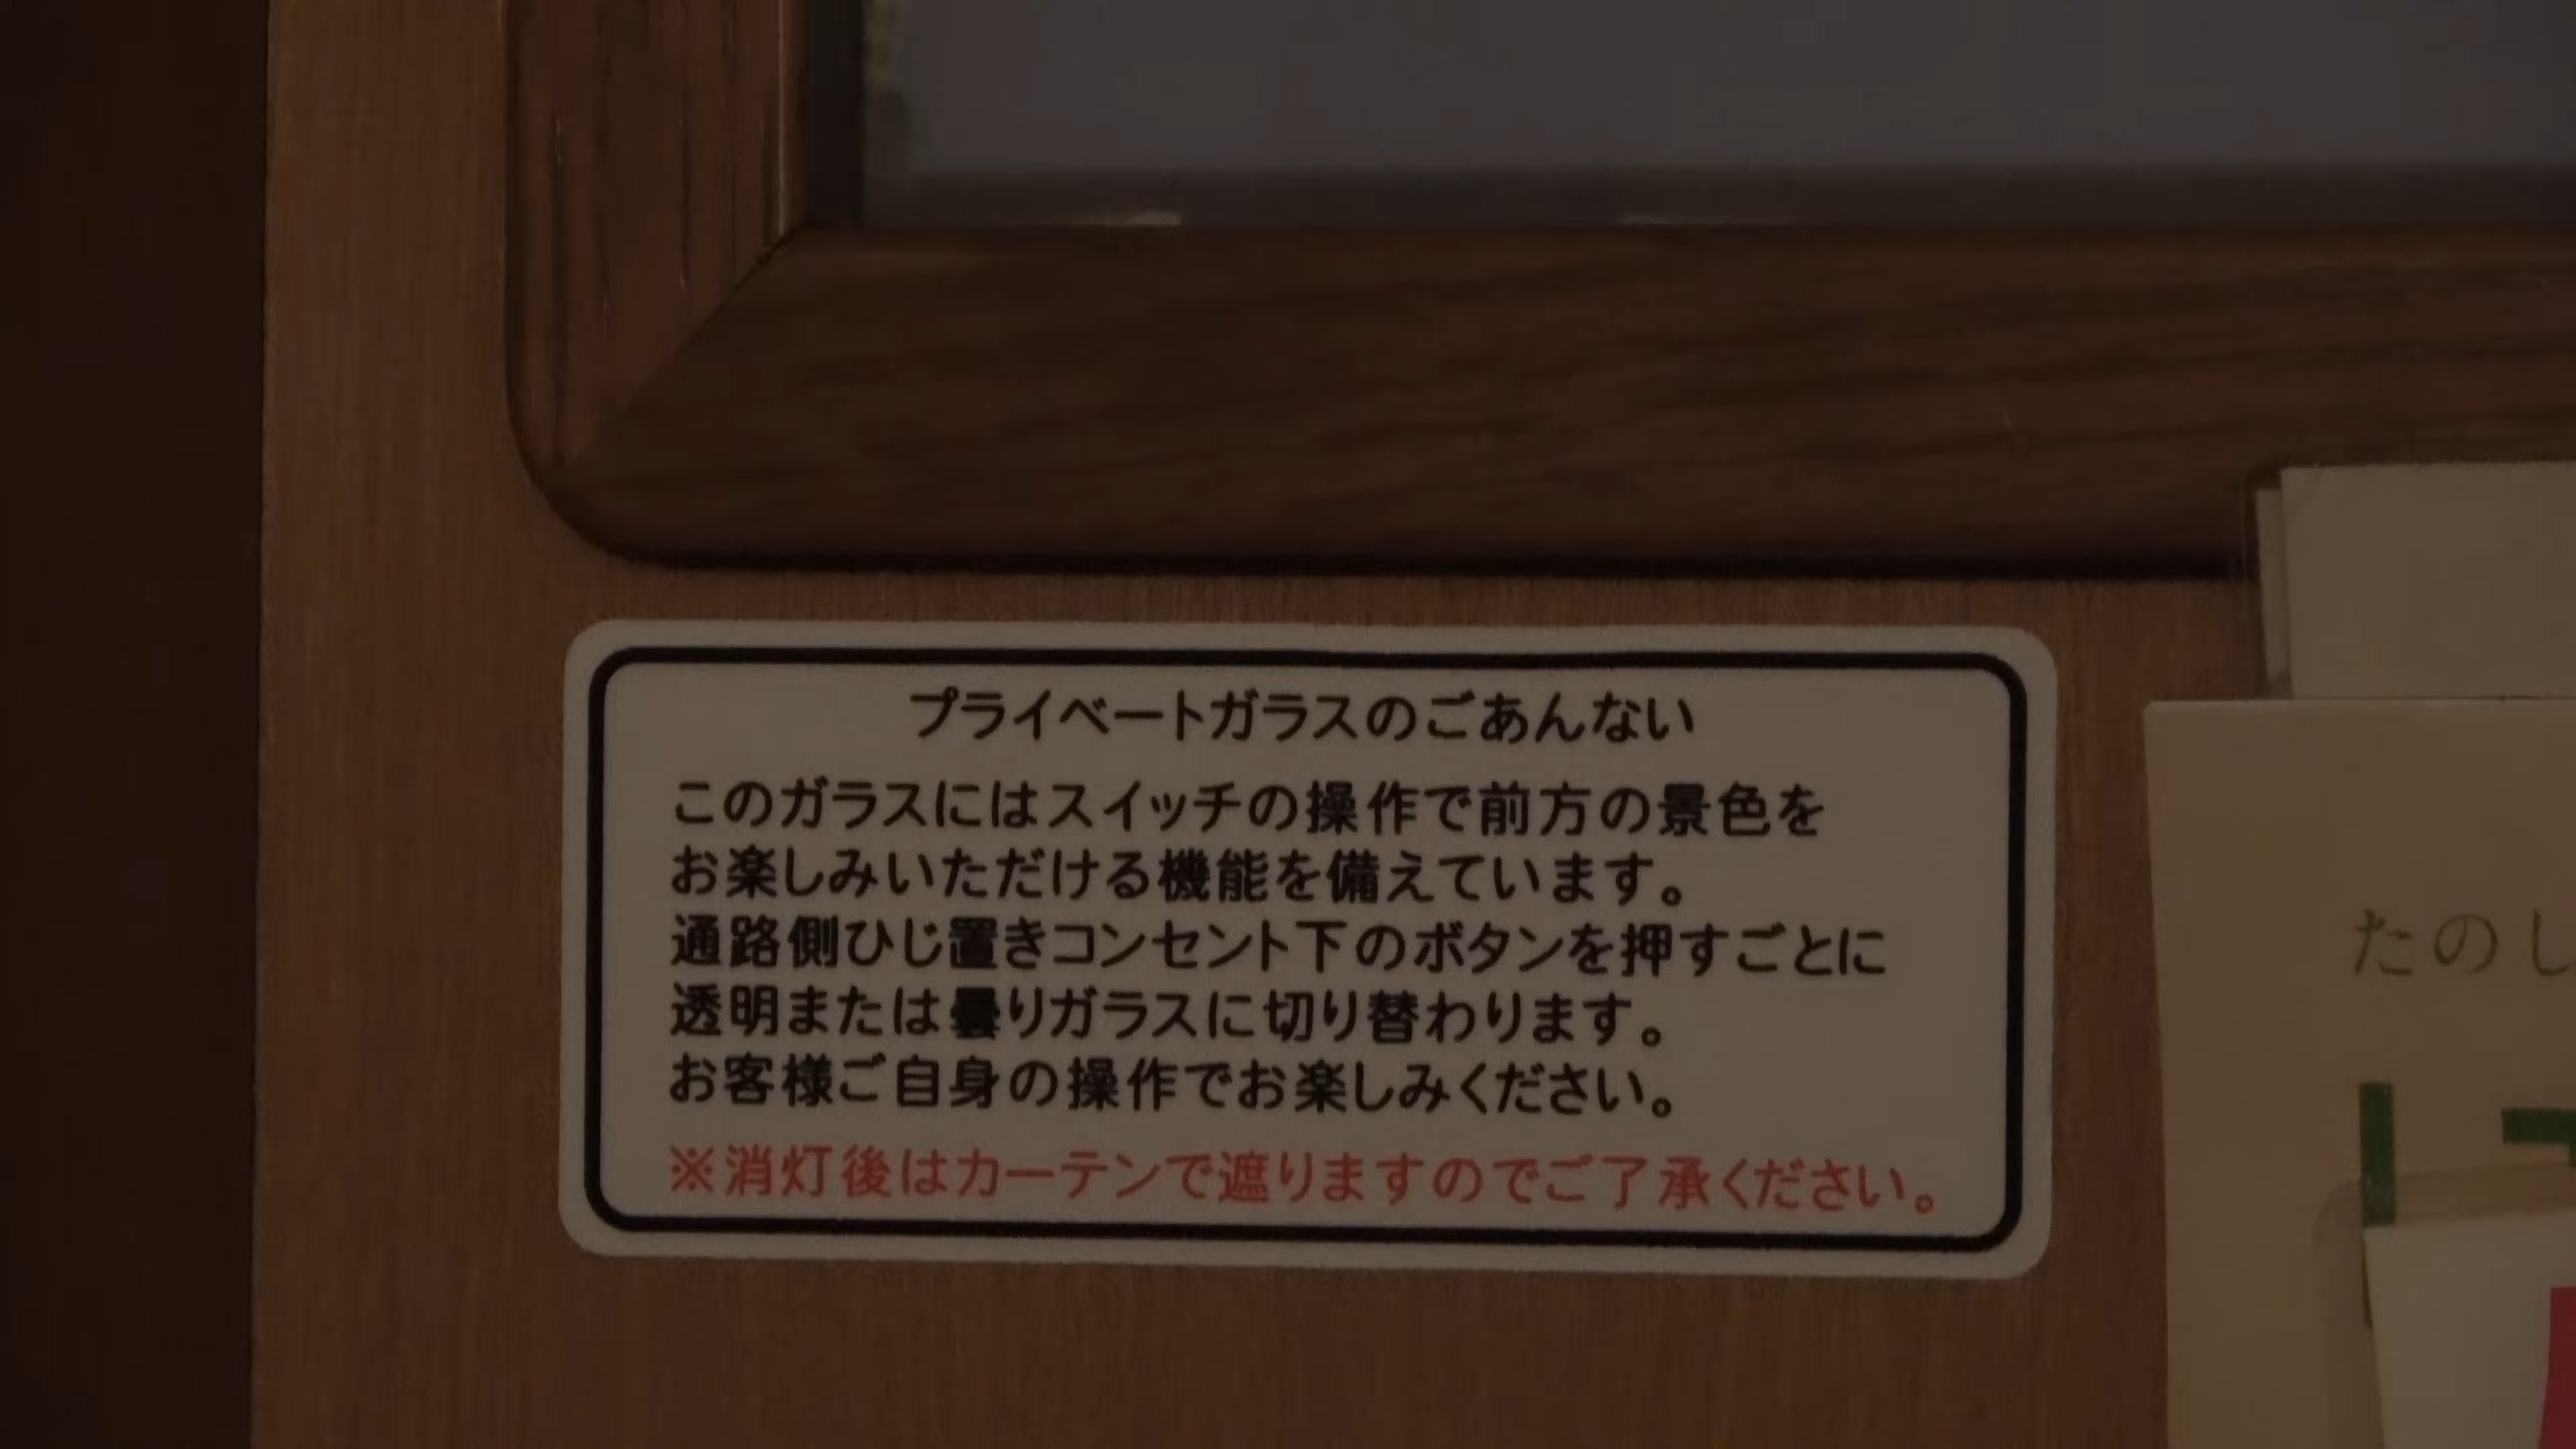 プライベートガラスのごあんない
このガラスにはスイッチの操作で前方の景色を
お楽しみいただける機能を備えています。
通路側ひじ置きコンセント下のボタンを押すごとに
透明または曇りガラスに切り替わります。
お客様ご自身の操作でお楽しみください。
※消灯後はカーテンで遮りますのでご了承ください。
たのし